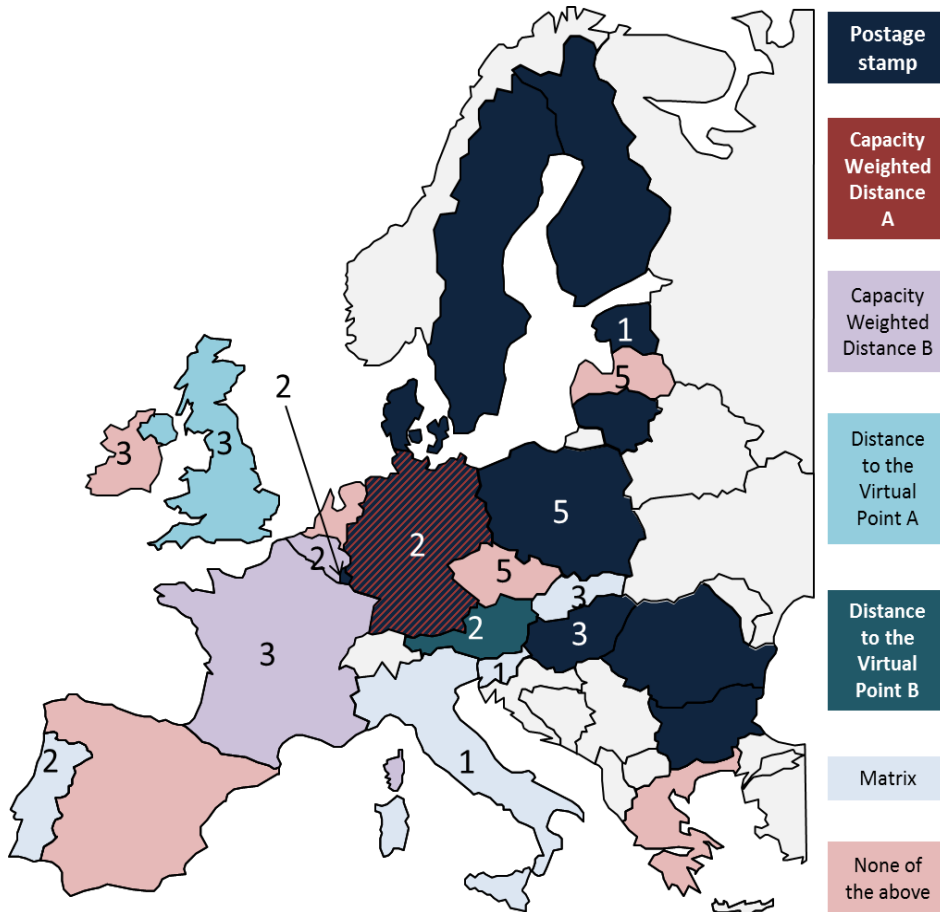 Postage
stamp
Capacity
Weighted
Distance
A
Capacity
Weighted
Distance B
Distance
to the
Virtual
Point A
Distance
to the
Virtual
Point B
Matrix
None of
the above
1
5
2
3
3
5
2
2
5
3
2
3
3
1
2
1